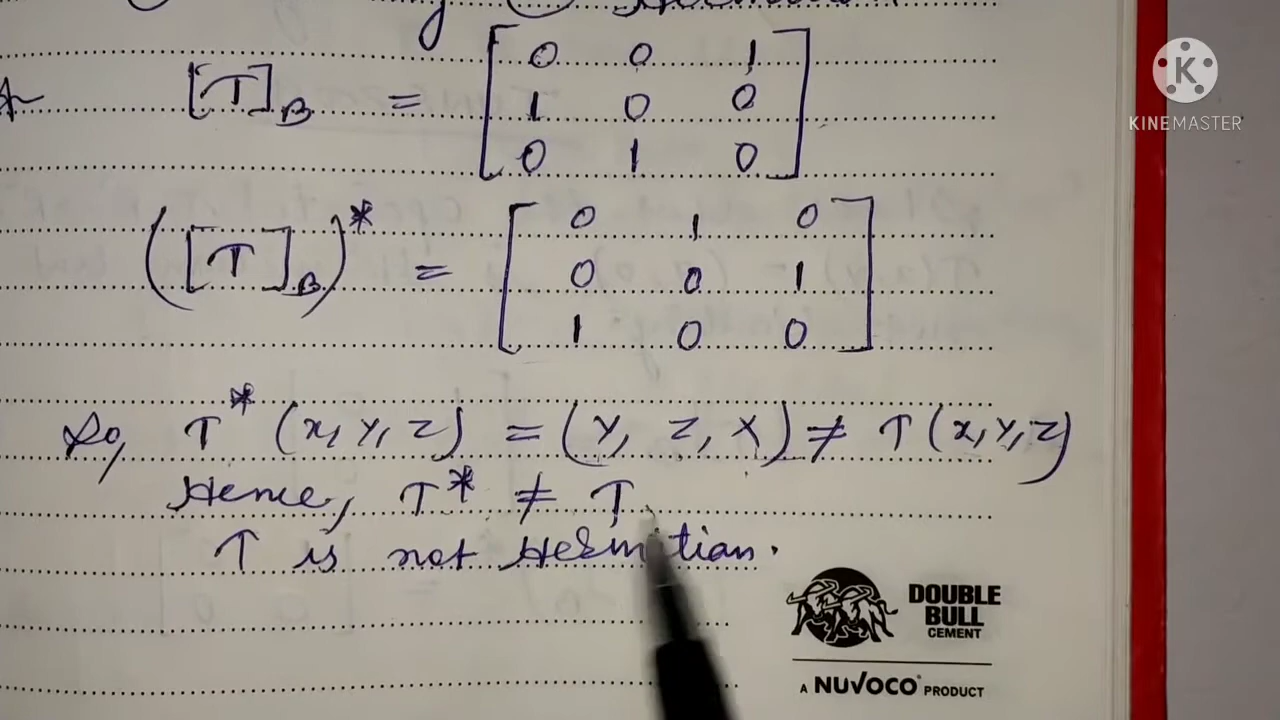 [T]B = [ 0 0 1
1 0 0
0 1 0 ]
([T]B)* = [ 0 1 0
0 0 1
1 0 0 ]
So, T* (x, y, z) = (y, z, x) ≠ T (x, y, z)
Hence, T* ≠ T
T is not Hermitian.
K
KINEMASTER
DOUBLE
BULL
CEMENT
A NUVOCO PRODUCT